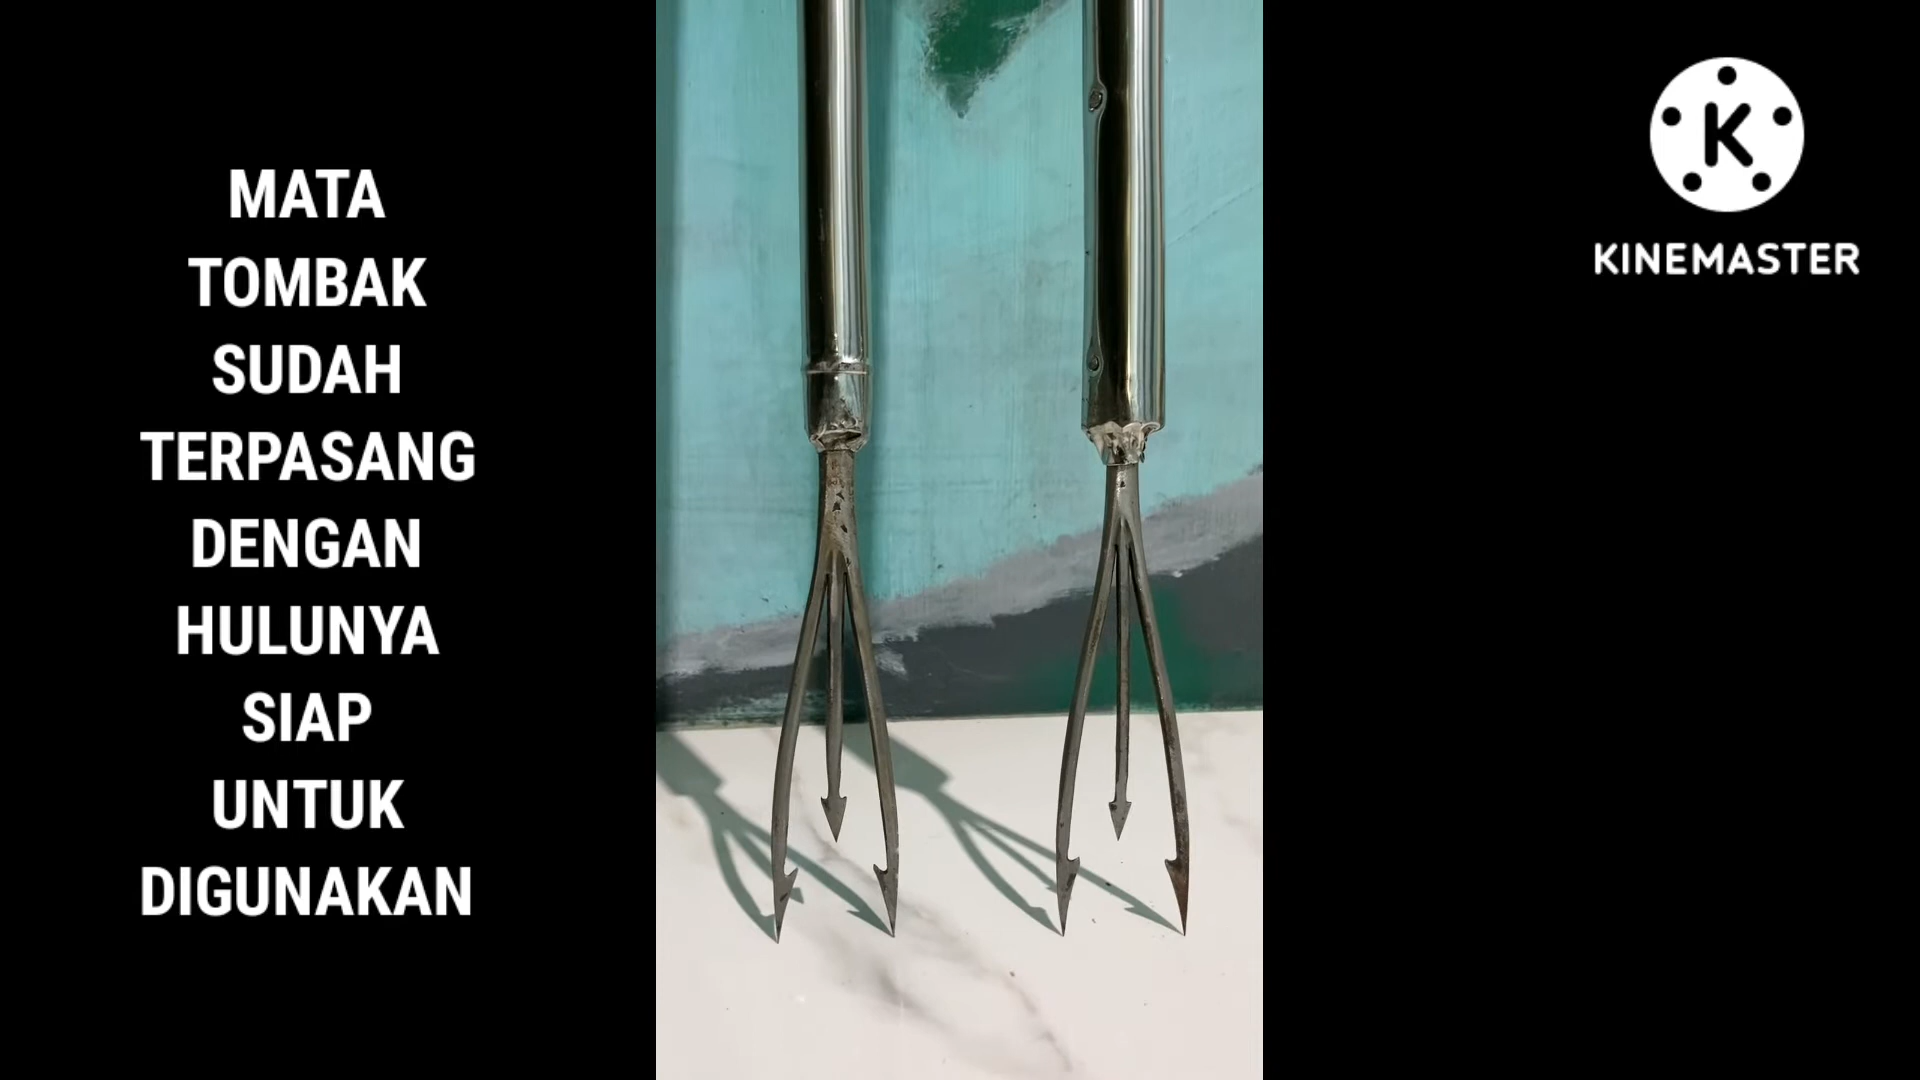 MATA
TOMBAK
SUDAH
TERPASANG
DENGAN
HULUNYA
SIAP
UNTUK
DIGUNAKAN
K
KINEMASTER